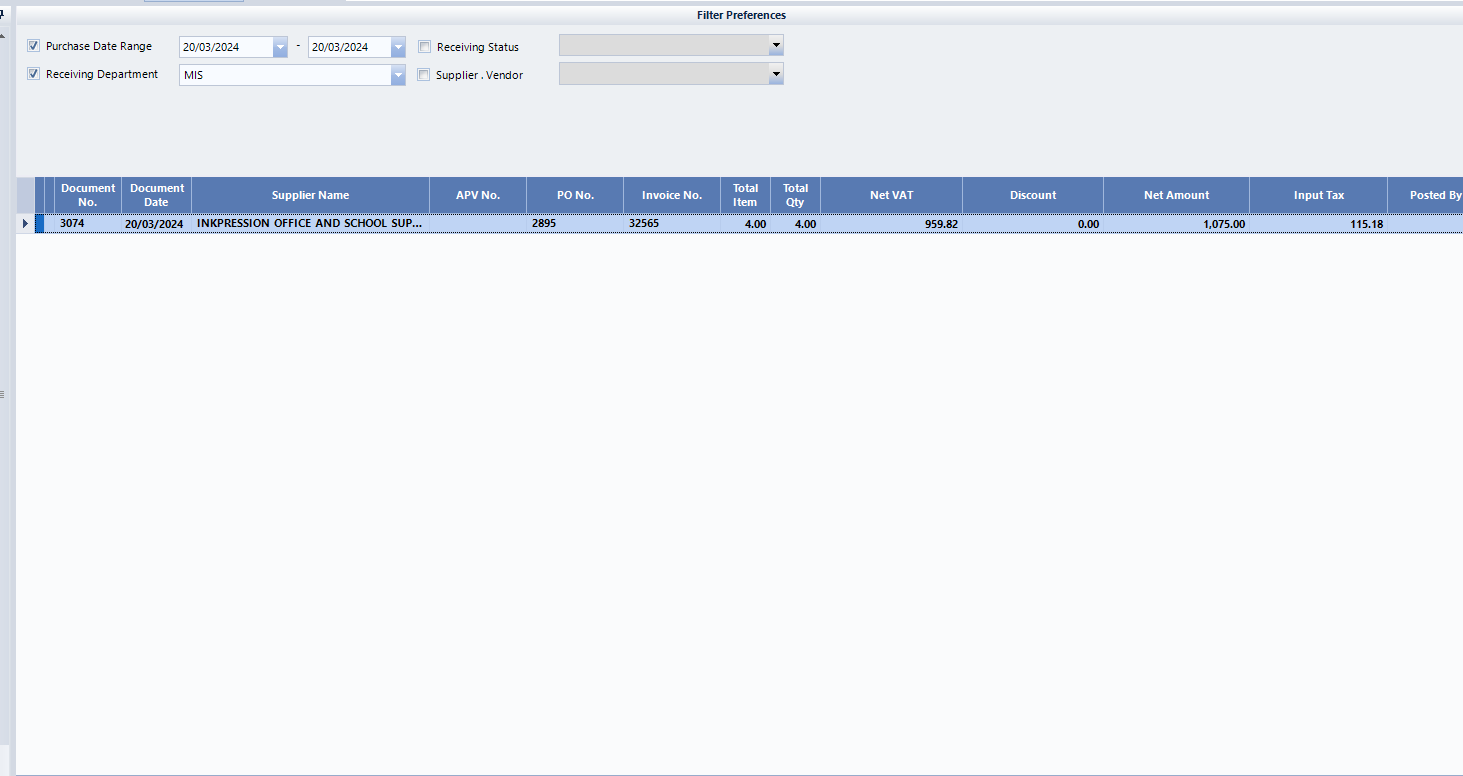 Filter Preferences
Purchase Date Range 20/03/2024 - 20/03/2024 Receiving Status
Receiving Department MIS Supplier . Vendor
Document No. Document Date Supplier Name APV No. PO No. Invoice No. Total Item Total Qty Net VAT Discount Net Amount Input Tax Posted By
3074 20/03/2024 INKPRESSION OFFICE AND SCHOOL SUP... 2895 32565 4.00 4.00 959.82 0.00 1,075.00 115.18